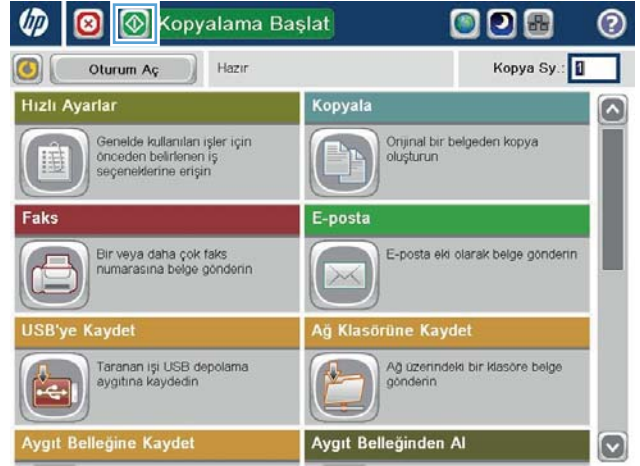 hp
Kopyalama Başlat
?
Oturum Aç
Hazır
Kopya Sy.: 1
Hızlı Ayarlar
Genelde kullanılan işler için
önceden belirlenen iş
seçeneklerine erişin
Kopyala
Orijinal bir belgeden kopya
oluşturun
Faks
Bir veya daha çok faks
numarasına belge gönderin
E-posta
E-posta eki olarak belge gönderin
USB'ye Kaydet
Taranan işi USB depolama
aygıtına kaydedin
Ağ Klasörüne Kaydet
Ağ üzerindeki bir klasöre belge
gönderin
Aygıt Belleğine Kaydet
Aygıt Belleğinden Al